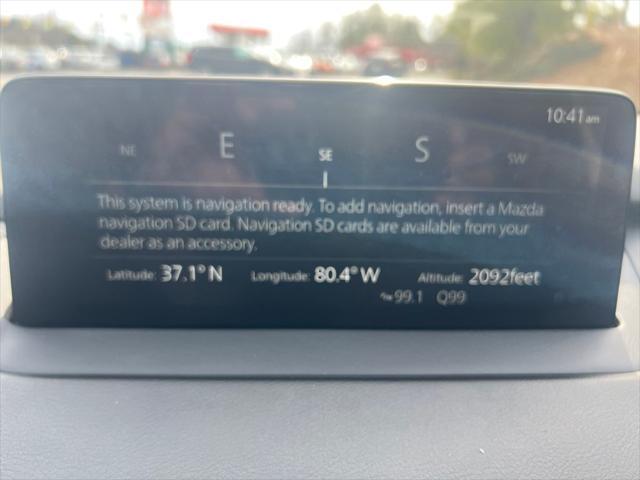 10:41 am
NE E SE S SW
This system is navigation ready. To add navigation, insert a Mazda
navigation SD card. Navigation SD cards are available from your
dealer as an accessory.
Latitude: 37.1° N Longitude: 80.4° W Altitude: 2092feet
99.1 Q99